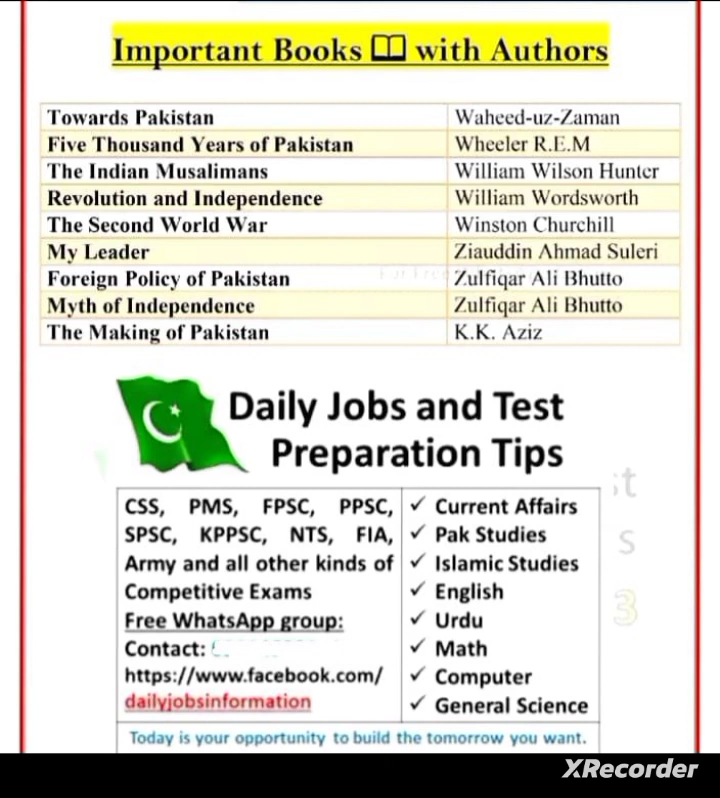 Important Books 📖 with Authors
Towards Pakistan Waheed-uz-Zaman
Five Thousand Years of Pakistan Wheeler R.E.M
The Indian Musalimans William Wilson Hunter
Revolution and Independence William Wordsworth
The Second World War Winston Churchill
My Leader Ziauddin Ahmad Suleri
Foreign Policy of Pakistan Zulfiqar Ali Bhutto
Myth of Independence Zulfiqar Ali Bhutto
The Making of Pakistan K.K. Aziz
Daily Jobs and Test
Preparation Tips
CSS, PMS, FPSC, PPSC,
SPSC, KPPSC, NTS, FIA,
Army and all other kinds of
Competitive Exams
Free WhatsApp group:
Contact:
https://www.facebook.com/
dailyjobsinformation
✓ Current Affairs
✓ Pak Studies
✓ Islamic Studies
✓ English
✓ Urdu
✓ Math
✓ Computer
✓ General Science
Today is your opportunity to build the tomorrow you want.
XRecorder